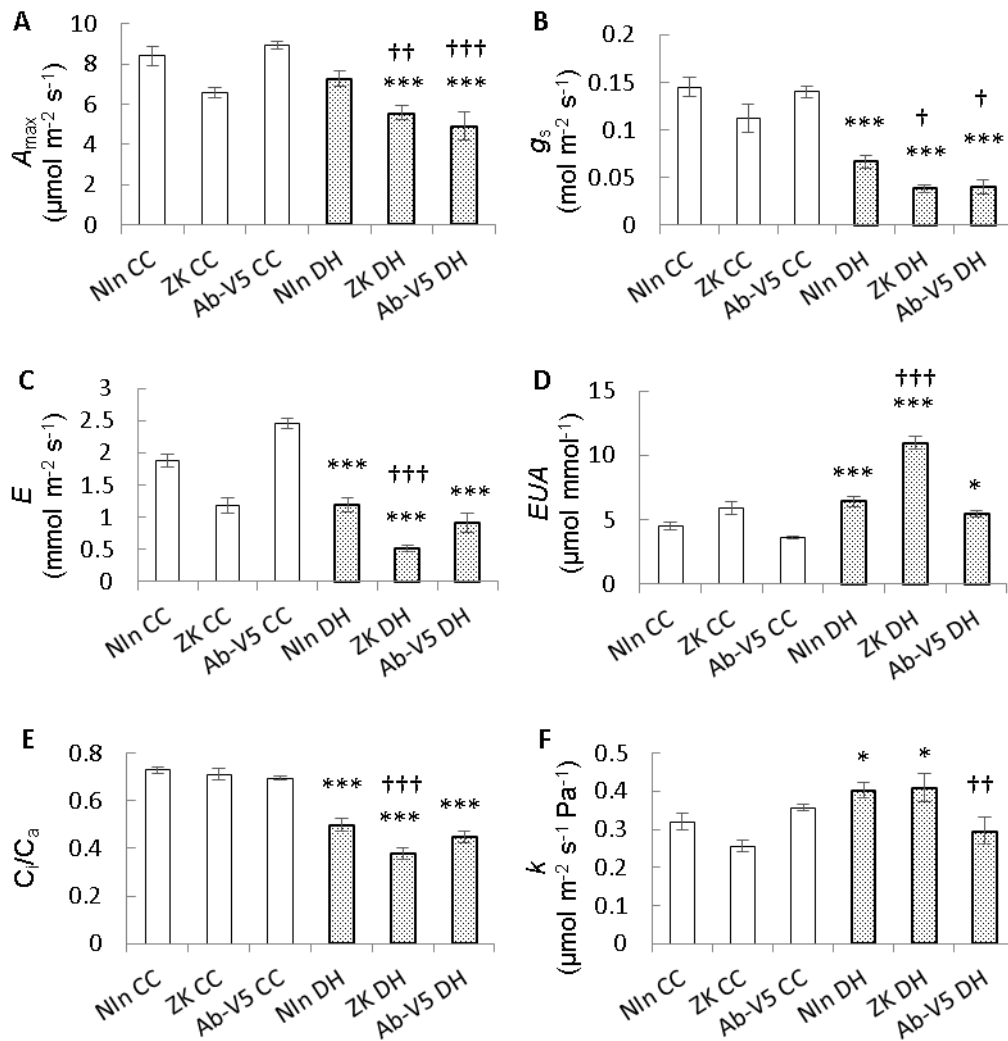 A
A_max
(µmol m⁻² s⁻¹)
10
8
6
4
2
0
††
†††
***
***
NIn CC
ZK CC
Ab-V5 CC
NIn DH
ZK DH
Ab-V5 DH
B
g_s
(mol m⁻² s⁻¹)
0.2
0.15
0.1
0.05
0
***
†
***
†
***
NIn CC
ZK CC
Ab-V5 CC
NIn DH
ZK DH
Ab-V5 DH
C
E
(mmol m⁻² s⁻¹)
3
2.5
2
1.5
1
0.5
0
***
†††
***
***
NIn CC
ZK CC
Ab-V5 CC
NIn DH
ZK DH
Ab-V5 DH
D
EUA
(µmol mmol⁻¹)
15
10
5
0
***
†††
***
*
NIn CC
ZK CC
Ab-V5 CC
NIn DH
ZK DH
Ab-V5 DH
E
C_i/C_a
0.8
0.6
0.4
0.2
0
***
†††
***
***
NIn CC
ZK CC
Ab-V5 CC
NIn DH
ZK DH
Ab-V5 DH
F
k
(µmol m⁻² s⁻¹ Pa⁻¹)
0.5
0.4
0.3
0.2
0.1
0
*
*
††
NIn CC
ZK CC
Ab-V5 CC
NIn DH
ZK DH
Ab-V5 DH